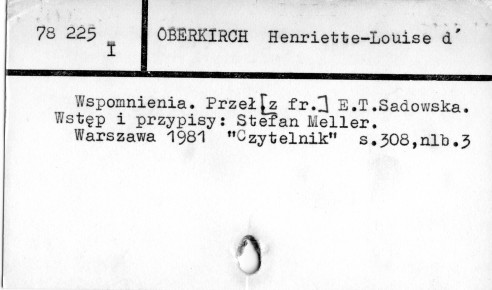 78 225 I OBERKIRCH Henriette-Louise d'
Wspomnienia. Przeł[z fr.] E.T.Sadowska.
Wstęp i przypisy: Stefan Meller.
Warszawa 1981 "Czytelnik" s.308,nlb.3